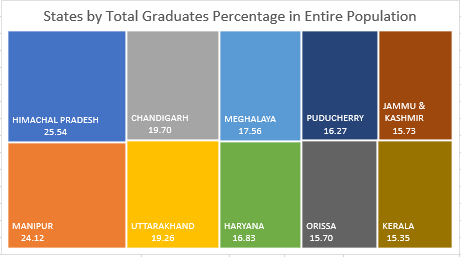 States by Total Graduates Percentage in Entire Population
HIMACHAL PRADESH
25.54
CHANDIGARH
19.70
MEGHALAYA
17.56
PUDUCHERRY
16.27
JAMMU &
KASHMIR
15.73
MANIPUR
24.12
UTTARAKHAND
19.26
HARYANA
16.83
ORISSA
15.70
KERALA
15.35